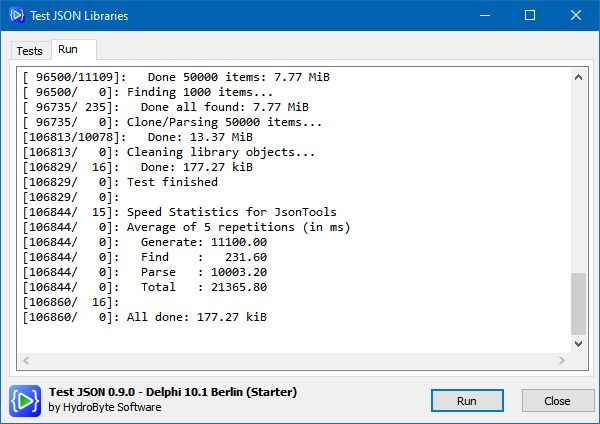 Test JSON Libraries
Tests
Run
[ 96500/11109]:   Done 50000 items: 7.77 MiB
[ 96500/    0]: Finding 1000 items...
[ 96735/  235]:   Done all found: 7.77 MiB
[ 96735/    0]: Clone/Parsing 50000 items...
[106813/10078]:   Done: 13.37 MiB
[106813/    0]: Cleaning library objects...
[106829/   16]:   Done: 177.27 kiB
[106829/    0]: Test finished
[106829/    0]:
[106844/   15]: Speed Statistics for JsonTools
[106844/    0]: Average of 5 repetitions (in ms)
[106844/    0]:   Generate: 11100.00
[106844/    0]:   Find    :   231.60
[106844/    0]:   Parse   : 10003.20
[106844/    0]:   Total   : 21365.80
[106860/   16]:
[106860/    0]: All done: 177.27 kiB
Test JSON 0.9.0 - Delphi 10.1 Berlin (Starter)
by HydroByte Software
Run
Close